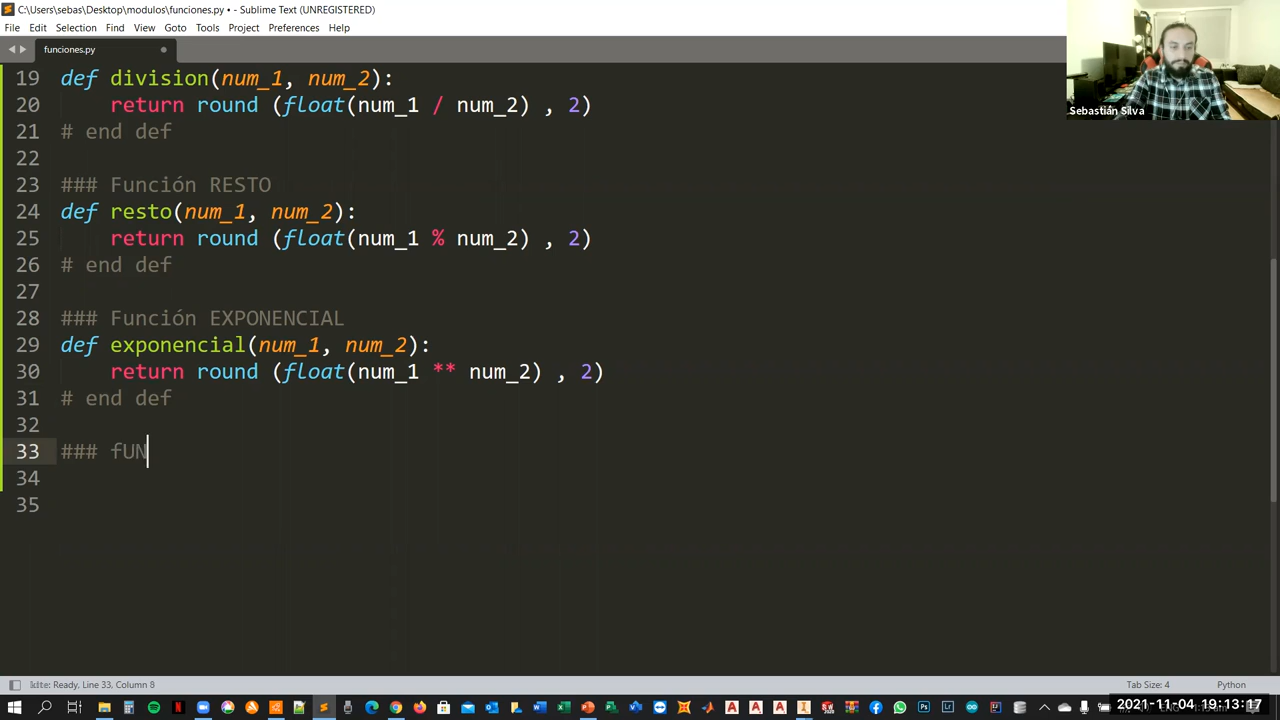 C:\Users\sebas\Desktop\modulos\funciones.py • - Sublime Text (UNREGISTERED)
File Edit Selection Find View Goto Tools Project Preferences Help
funciones.py
19 def division(num_1, num_2):
20 return round (float(num_1 / num_2) , 2)
21 # end def
22
23 ### Función RESTO
24 def resto(num_1, num_2):
25 return round (float(num_1 % num_2) , 2)
26 # end def
27
28 ### Función EXPONENCIAL
29 def exponencial(num_1, num_2):
30 return round (float(num_1 ** num_2) , 2)
31 # end def
32
33 ### fUN
34
35
Sebastián Silva
Ready, Line 33, Column 8
Tab Size: 4 Python
2021-11-04 19:13:17